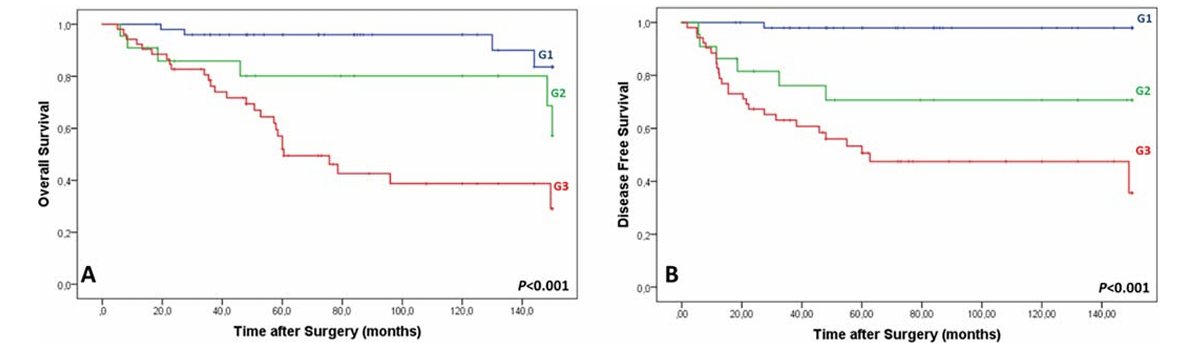 1,0
0,8
0,6
0,4
0,2
0,0
Overall Survival
G1
G2
G3
A
P<0.001
,0 20,0 40,0 60,0 80,0 100,0 120,0 140,0
Time after Surgery (months)
1,0
0,8
0,6
0,4
0,2
0,0
Disease Free Survival
G1
G2
G3
B
P<0.001
,00 20,00 40,00 60,00 80,00 100,00 120,00 140,00
Time after Surgery (months)